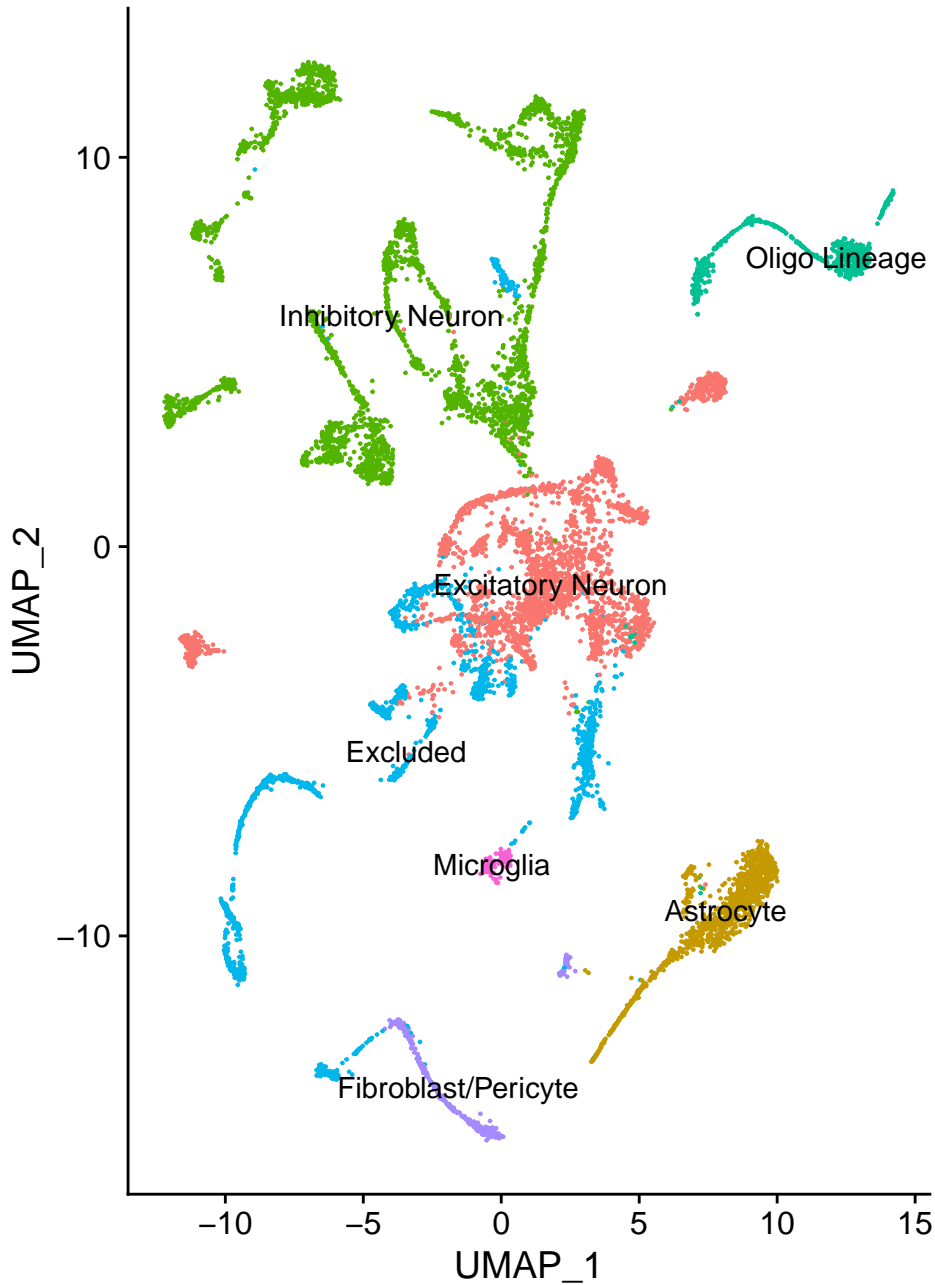 10
Oligo Lineage
Inhibitory Neuron
0
Excitatory Neuron
UMAP_2
Excluded
Microglia
Astrocyte
−10
Fibroblast/Pericyte
−10 −5 0 5 10 15
UMAP_1